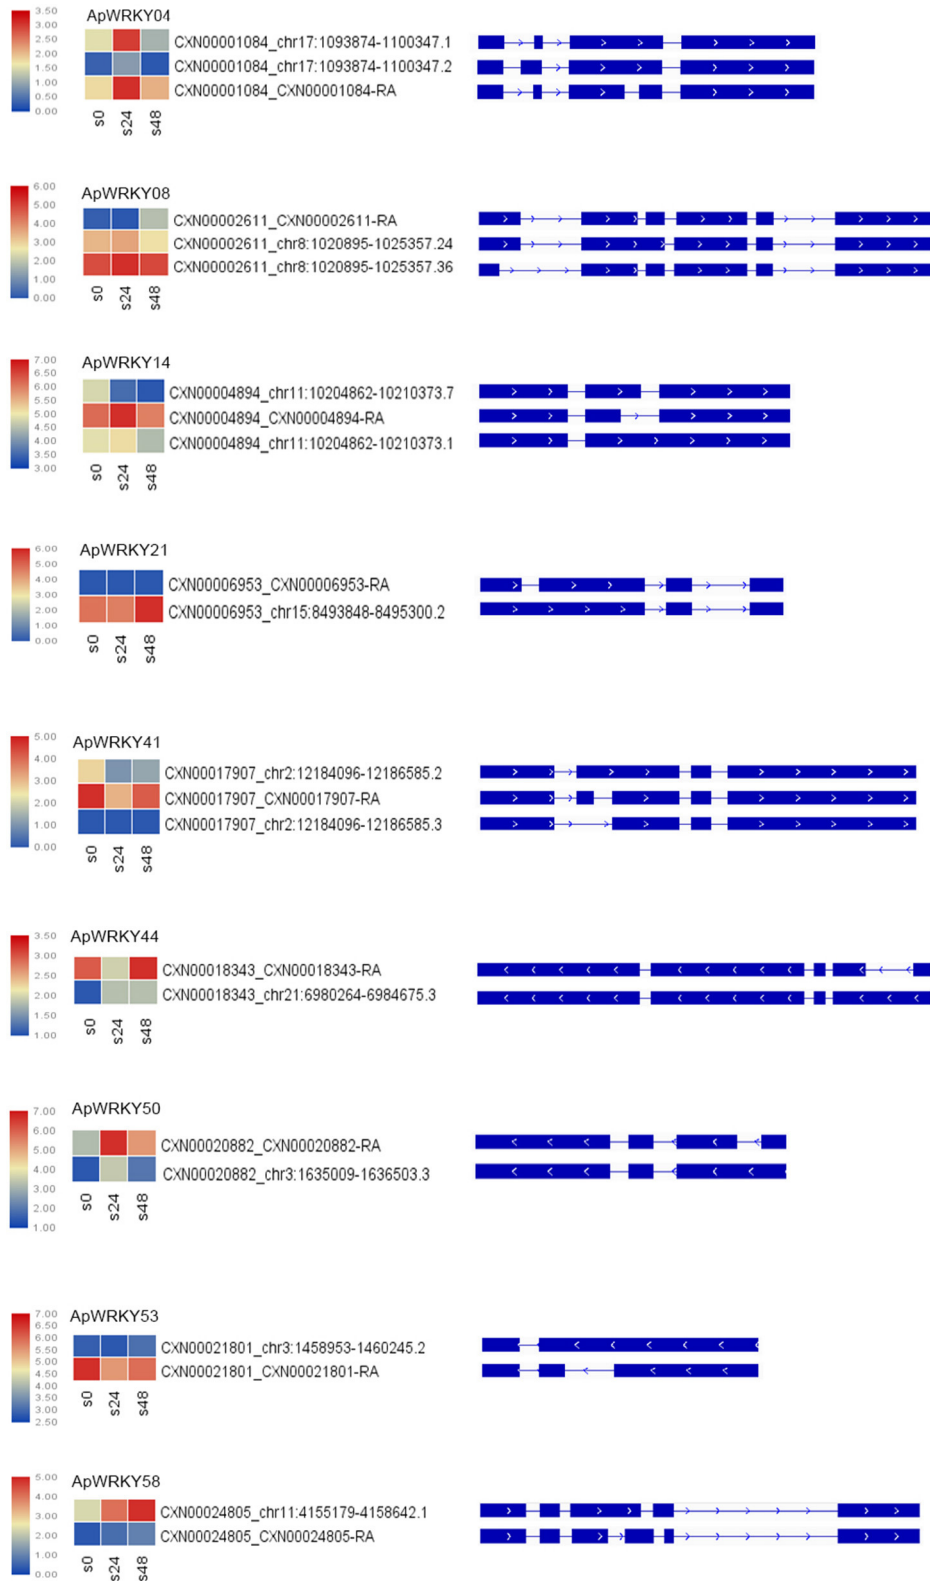 ApWRKY04
3.50
3.00
2.50
2.00
1.50
1.00
0.50
0.00
CXN00001084_chr17:1093874-1100347.1
CXN00001084_chr17:1093874-1100347.2
CXN00001084_CXN00001084-RA
s0
s24
s48
ApWRKY08
6.00
5.00
4.00
3.00
2.00
1.00
0.00
CXN00002611_CXN00002611-RA
CXN00002611_chr8:1020895-1025357.24
CXN00002611_chr8:1020895-1025357.36
s0
s24
s48
ApWRKY14
7.00
6.50
6.00
5.50
5.00
4.50
4.00
3.50
3.00
CXN00004894_chr11:10204862-10210373.7
CXN00004894_CXN00004894-RA
CXN00004894_chr11:10204862-10210373.1
s0
s24
s48
ApWRKY21
6.00
5.00
4.00
3.00
2.00
1.00
0.00
CXN00006953_CXN00006953-RA
CXN00006953_chr15:8493848-8495300.2
s0
s24
s48
ApWRKY41
5.00
4.00
3.00
2.00
1.00
0.00
CXN00017907_chr2:12184096-12186585.2
CXN00017907_CXN00017907-RA
CXN00017907_chr2:12184096-12186585.3
s0
s24
s48
ApWRKY44
3.50
3.00
2.50
2.00
1.50
1.00
CXN00018343_CXN00018343-RA
CXN00018343_chr21:6980264-6984675.3
s0
s24
s48
ApWRKY50
7.00
6.00
5.00
4.00
3.00
2.00
1.00
CXN00020882_CXN00020882-RA
CXN00020882_chr3:1635009-1636503.3
s0
s24
s48
ApWRKY53
7.00
6.50
6.00
5.50
5.00
4.50
4.00
3.50
3.00
2.50
CXN00021801_chr3:1458953-1460245.2
CXN00021801_CXN00021801-RA
s0
s24
s48
ApWRKY58
5.00
4.00
3.00
2.00
1.00
0.00
CXN00024805_chr11:4155179-4158642.1
CXN00024805_CXN00024805-RA
s0
s24
s48